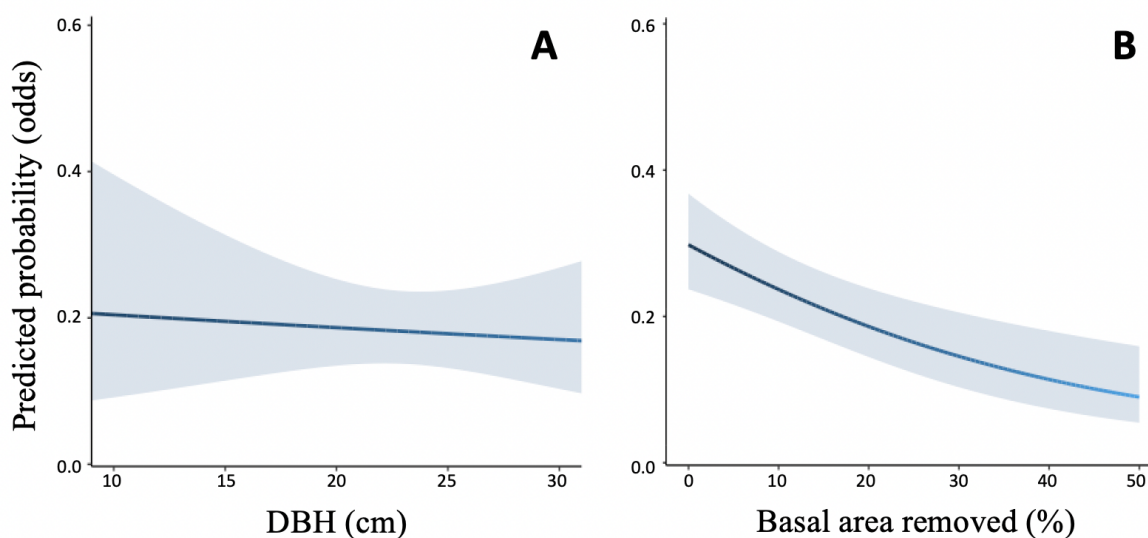 A
B
Predicted probability (odds)
0.6
0.4
0.2
0.0
10 15 20 25 30
DBH (cm)
0.6
0.4
0.2
0.0
0 10 20 30 40 50
Basal area removed (%)